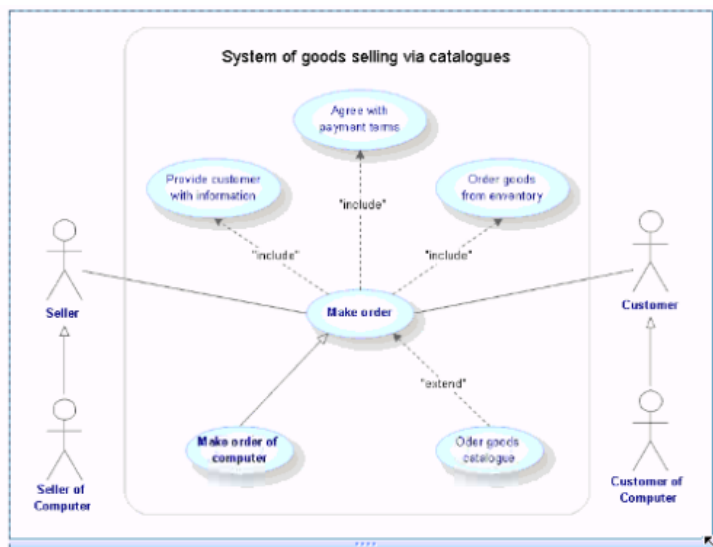 System of goods selling via catalogues
Agree with
payment terms
Provide customer
with information
Order goods
from enventory
"include"
"include"
"include"
Seller
Make order
Customer
"extend"
Make order of
computer
Oder goods
catalogue
Seller of
Computer
Customer of
Computer